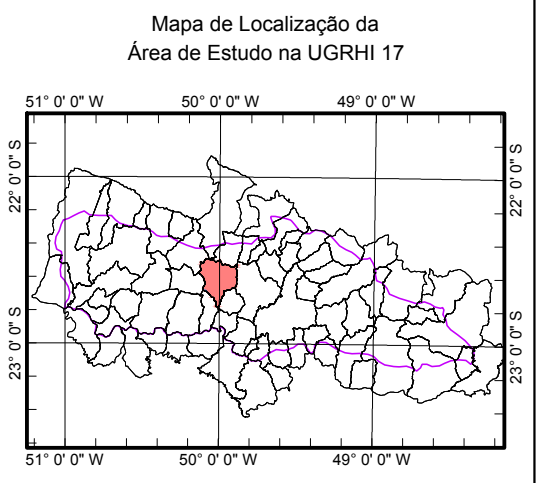 Mapa de Localização da
Área de Estudo na UGRHI 17
51° 0' 0" W 50° 0' 0" W 49° 0' 0" W
22° 0' 0" S
22° 0' 0" S
23° 0' 0" S
23° 0' 0" S
51° 0' 0" W 50° 0' 0" W 49° 0' 0" W